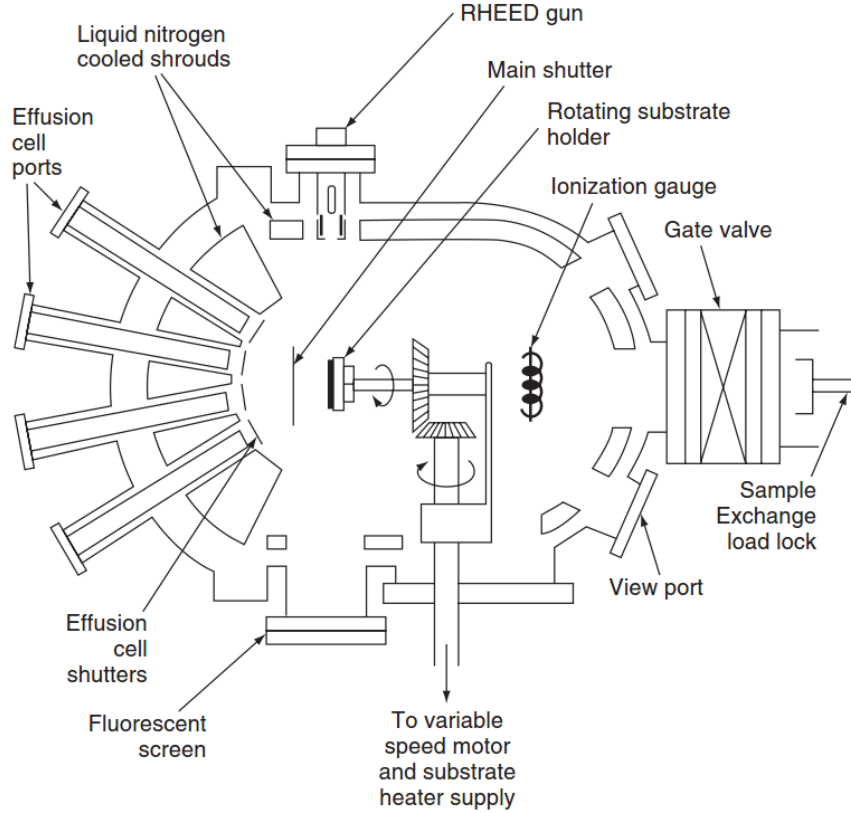 RHEED gun
Liquid nitrogen
cooled shrouds
Main shutter
Effusion
cell
ports
Rotating substrate
holder
Ionization gauge
Gate valve
Sample
Exchange
load lock
View port
Effusion
cell
shutters
Fluorescent
screen
To variable
speed motor
and substrate
heater supply